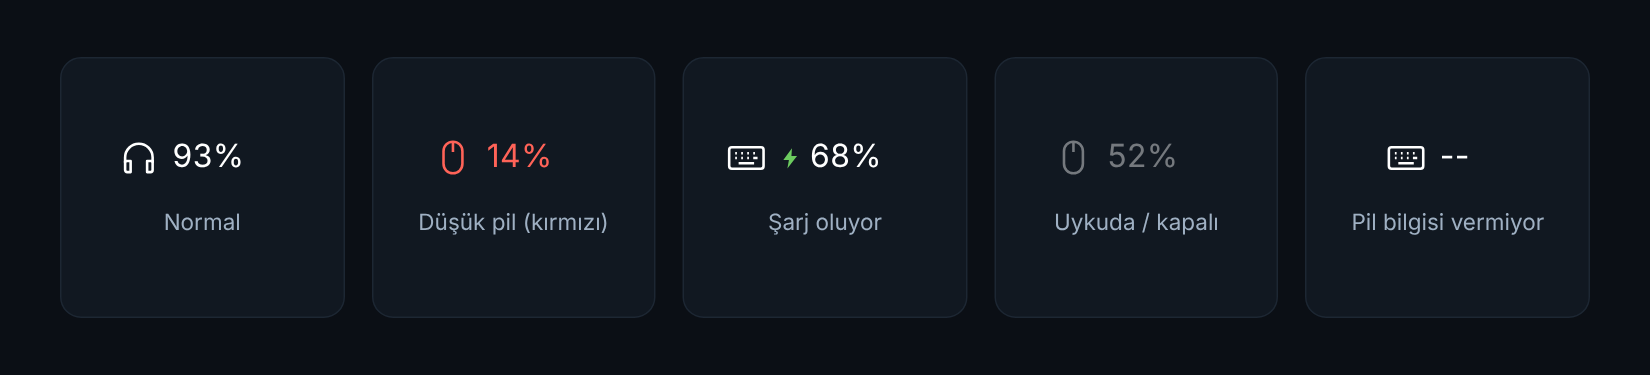 93%
Normal
14%
Düşük pil (kırmızı)
68%
Şarj oluyor
52%
Uykuda / kapalı
--
Pil bilgisi vermiyor